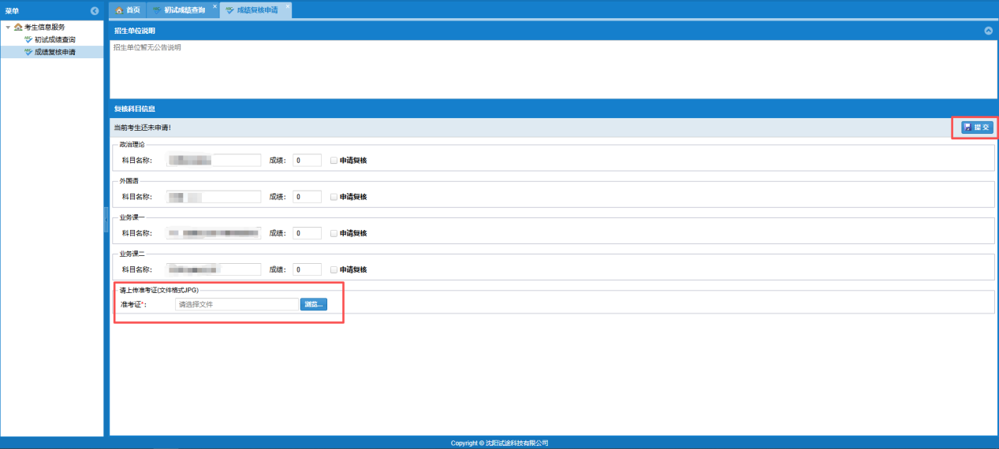 菜单
首页 初试成绩查询 成绩复核申请
考生信息服务
初试成绩查询
成绩复核申请
招生单位说明
招生单位暂无公告说明
复核科目信息
当前考生还未申请!
提交
政治理论
科目名称: 成绩: 0 申请复核
外国语
科目名称: 成绩: 0 申请复核
业务课一
科目名称: 成绩: 0 申请复核
业务课二
科目名称: 成绩: 0 申请复核
请上传准考证(文件格式JPG)
准考证*: 请选择文件 浏览...
Copyright © 沈阳试途科技有限公司